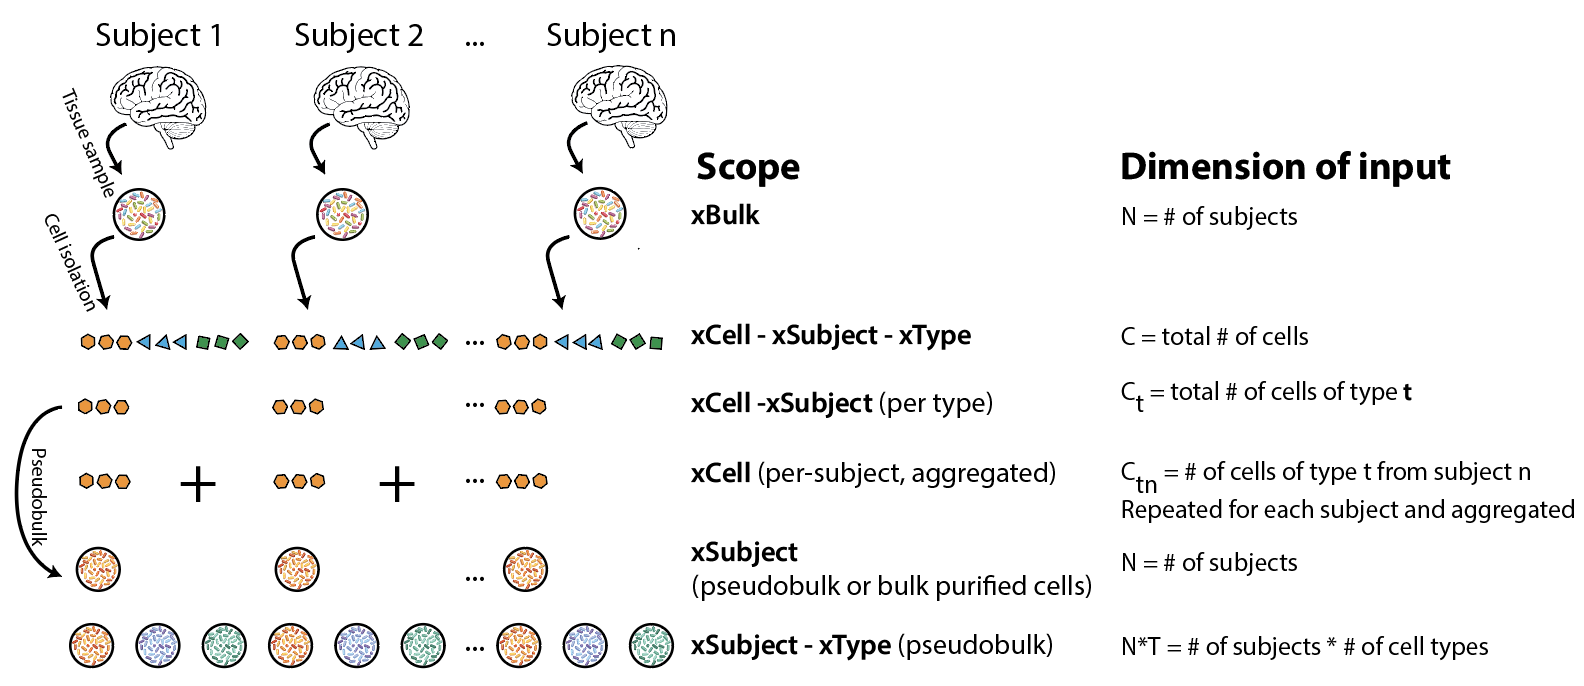 Subject 1 Subject 2 ... Subject n
Tissue sample
Scope Dimension of input
xBulk N = # of subjects
Cell isolation
... xCell - xSubject - xType C = total # of cells
... xCell -xSubject (per type) Ct = total # of cells of type t
Pseudobulk
+ + ... xCell (per-subject, aggregated) Ctn = # of cells of type t from subject n
Repeated for each subject and aggregated
... xSubject N = # of subjects
(pseudobulk or bulk purified cells)
... xSubject - xType (pseudobulk) N*T = # of subjects * # of cell types